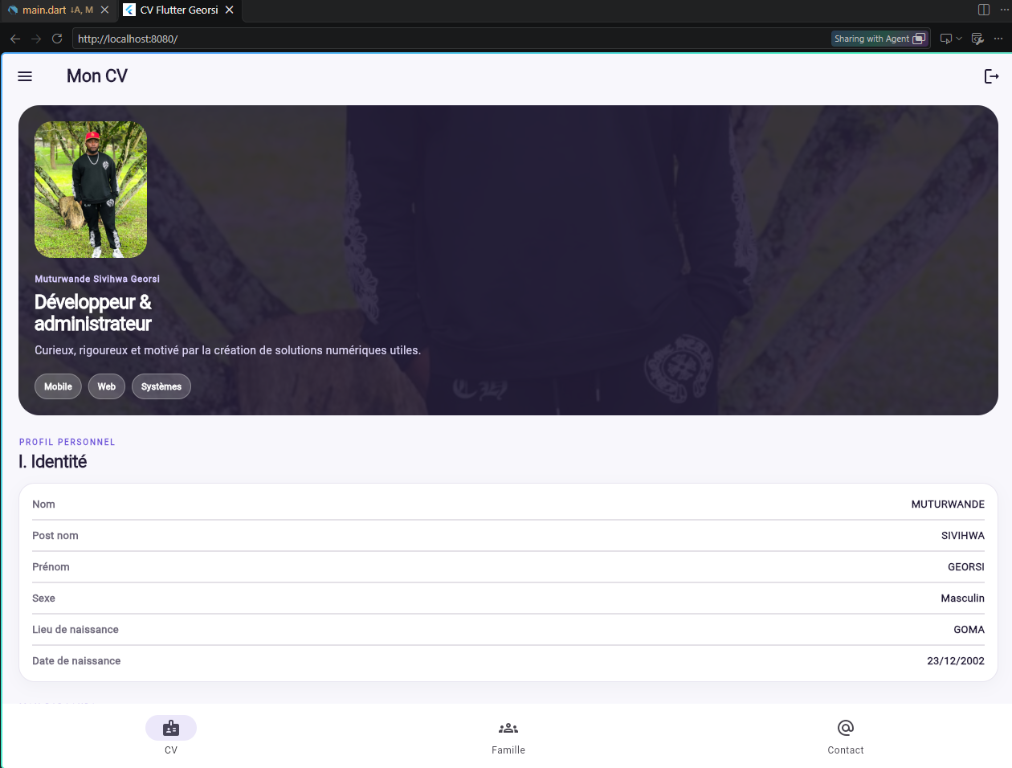 main.dart ↓A, M
CV Flutter Georsi
http://localhost:8080/
Sharing with Agent
Mon CV
Muturwande Sivihwa Georsi
Développeur &
administrateur
Curieux, rigoureux et motivé par la création de solutions numériques utiles.
Mobile Web Systèmes
PROFIL PERSONNEL
I. Identité
Nom MUTURWANDE
Post nom SIVIHWA
Prénom GEORSI
Sexe Masculin
Lieu de naissance GOMA
Date de naissance 23/12/2002
CV Famille Contact